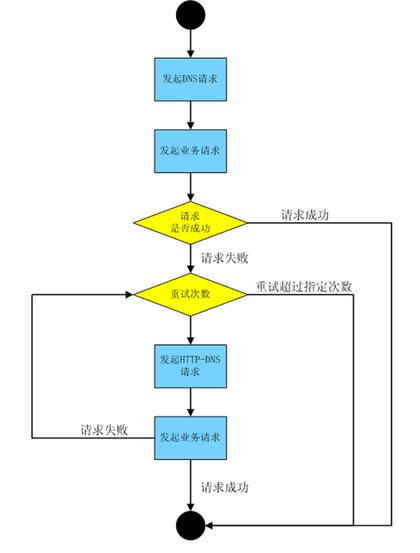 发起DNS请求
发起业务请求
请求
是否成功
请求成功
请求失败
重试次数
重试超过指定次数
发起HTTP-DNS
请求
请求失败
发起业务请求
请求成功